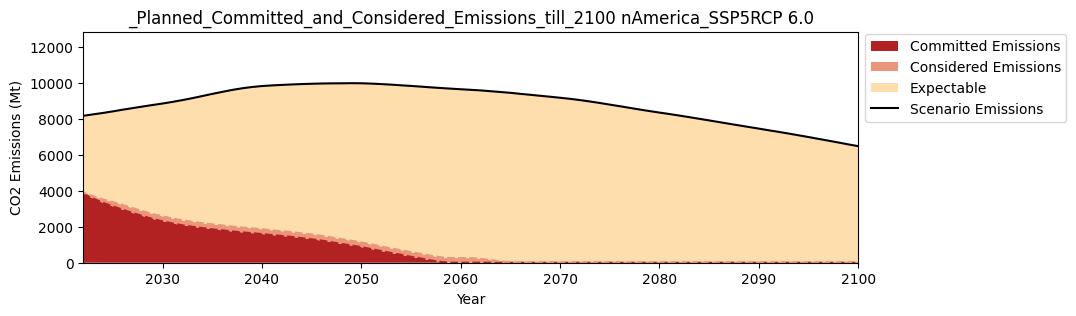 _Planned_Committed_and_Considered_Emissions_till_2100 nAmerica_SSP5RCP 6.0
CO2 Emissions (Mt)
12000
10000
8000
6000
4000
2000
0
2030 2040 2050 2060 2070 2080 2090 2100
Year
Committed Emissions
Considered Emissions
Expectable
Scenario Emissions